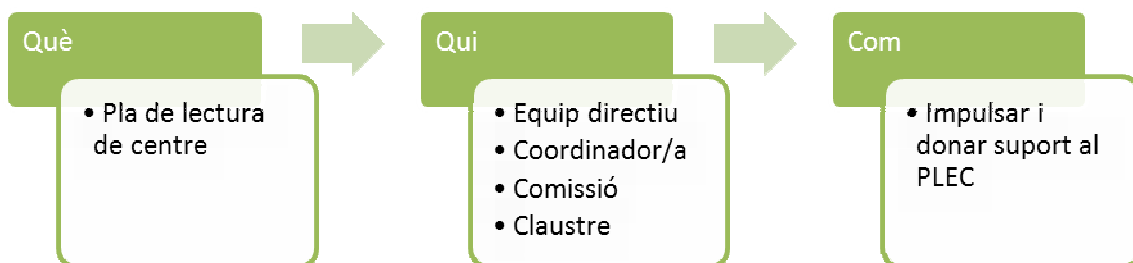 Què
• Pla de lectura
de centre
Qui
• Equip directiu
• Coordinador/a
• Comissió
• Claustre
Com
• Impulsar i
donar suport al
PLEC